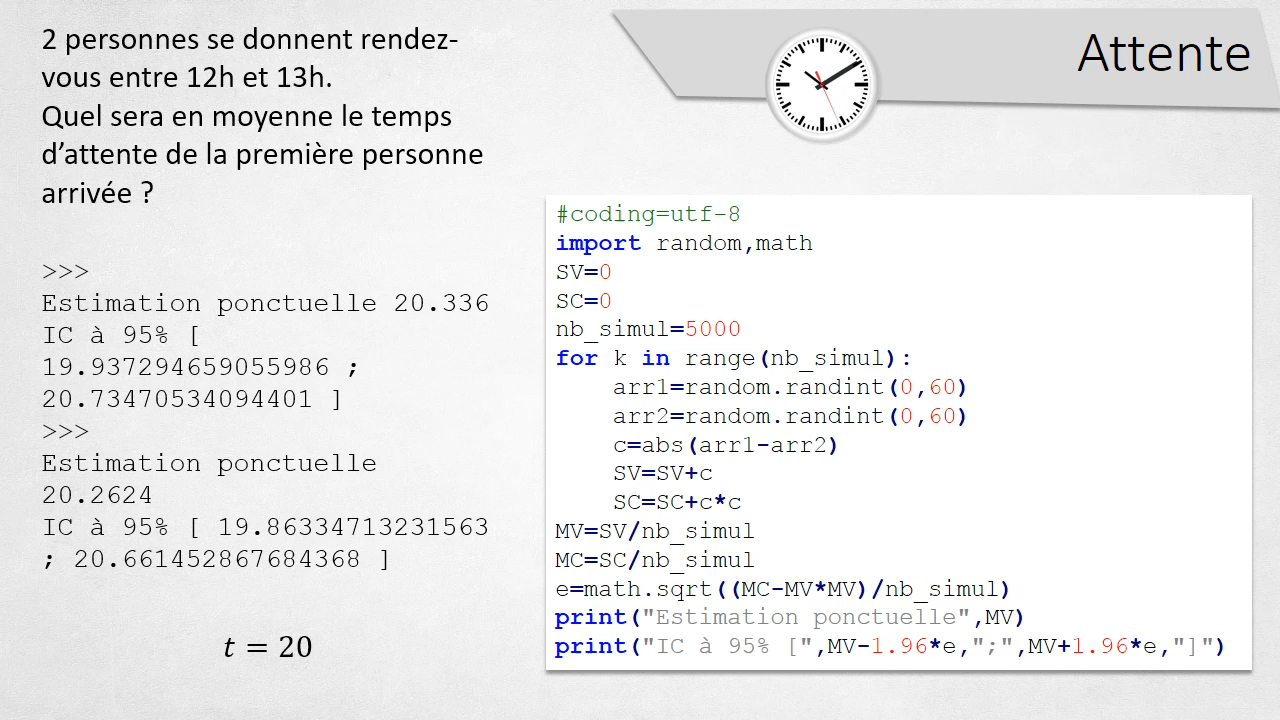 Attente
2 personnes se donnent rendez-
vous entre 12h et 13h.
Quel sera en moyenne le temps
d’attente de la première personne
arrivée ?
>>>
Estimation ponctuelle 20.336
IC à 95% [
19.937294659055986 ;
20.73470534094401 ]
>>>
Estimation ponctuelle
20.2624
IC à 95% [ 19.86334713231563
; 20.661452867684368 ]
t = 20
#coding=utf-8
import random,math
SV=0
SC=0
nb_simul=5000
for k in range(nb_simul):
    arr1=random.randint(0,60)
    arr2=random.randint(0,60)
    c=abs(arr1-arr2)
    SV=SV+c
    SC=SC+c*c
MV=SV/nb_simul
MC=SC/nb_simul
e=math.sqrt((MC-MV*MV)/nb_simul)
print("Estimation ponctuelle",MV)
print("IC à 95% [",MV-1.96*e,";",MV+1.96*e,"]")